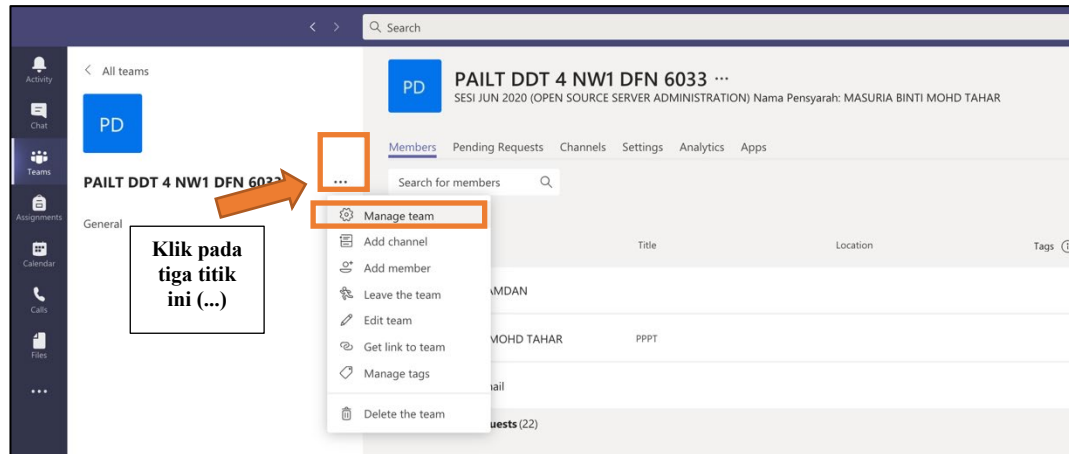 Search
Activity
Chat
Teams
Assignments
Calendar
Calls
Files
All teams
PD
PAILT DDT 4 NW1 DFN 6033
...
General
Klik pada
tiga titik
ini (...)
Manage team
Add channel
Add member
Leave the team
Edit team
Get link to team
Manage tags
Delete the team
PD
PAILT DDT 4 NW1 DFN 6033 ...
SESI JUN 2020 (OPEN SOURCE SERVER ADMINISTRATION) Nama Pensyarah: MASURIA BINTI MOHD TAHAR
Members Pending Requests Channels Settings Analytics Apps
Search for members
Title Location Tags
MOHD TAHAR PPPT
(22)